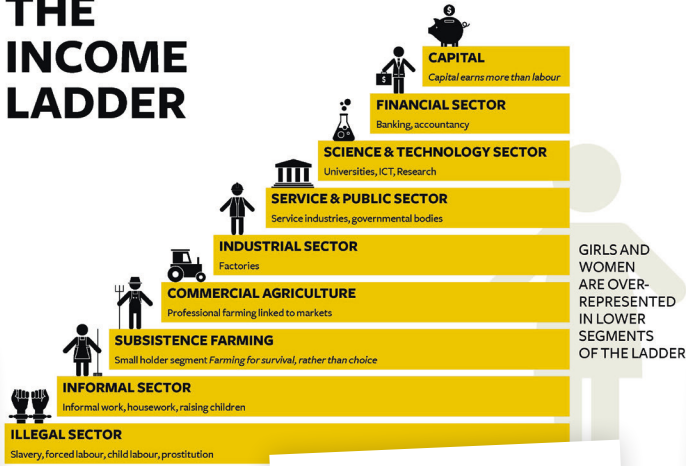 THE
INCOME
LADDER
$
CAPITAL
Capital earns more than labour
$
FINANCIAL SECTOR
Banking, accountancy
SCIENCE & TECHNOLOGY SECTOR
Universities, ICT, Research
SERVICE & PUBLIC SECTOR
Service industries, governmental bodies
INDUSTRIAL SECTOR
Factories
COMMERCIAL AGRICULTURE
Professional farming linked to markets
SUBSISTENCE FARMING
Small holder segment Farming for survival, rather than choice
INFORMAL SECTOR
Informal work, housework, raising children
ILLEGAL SECTOR
Slavery, forced labour, child labour, prostitution
GIRLS AND
WOMEN
ARE OVER-
REPRESENTED
IN LOWER
SEGMENTS
OF THE LADDER